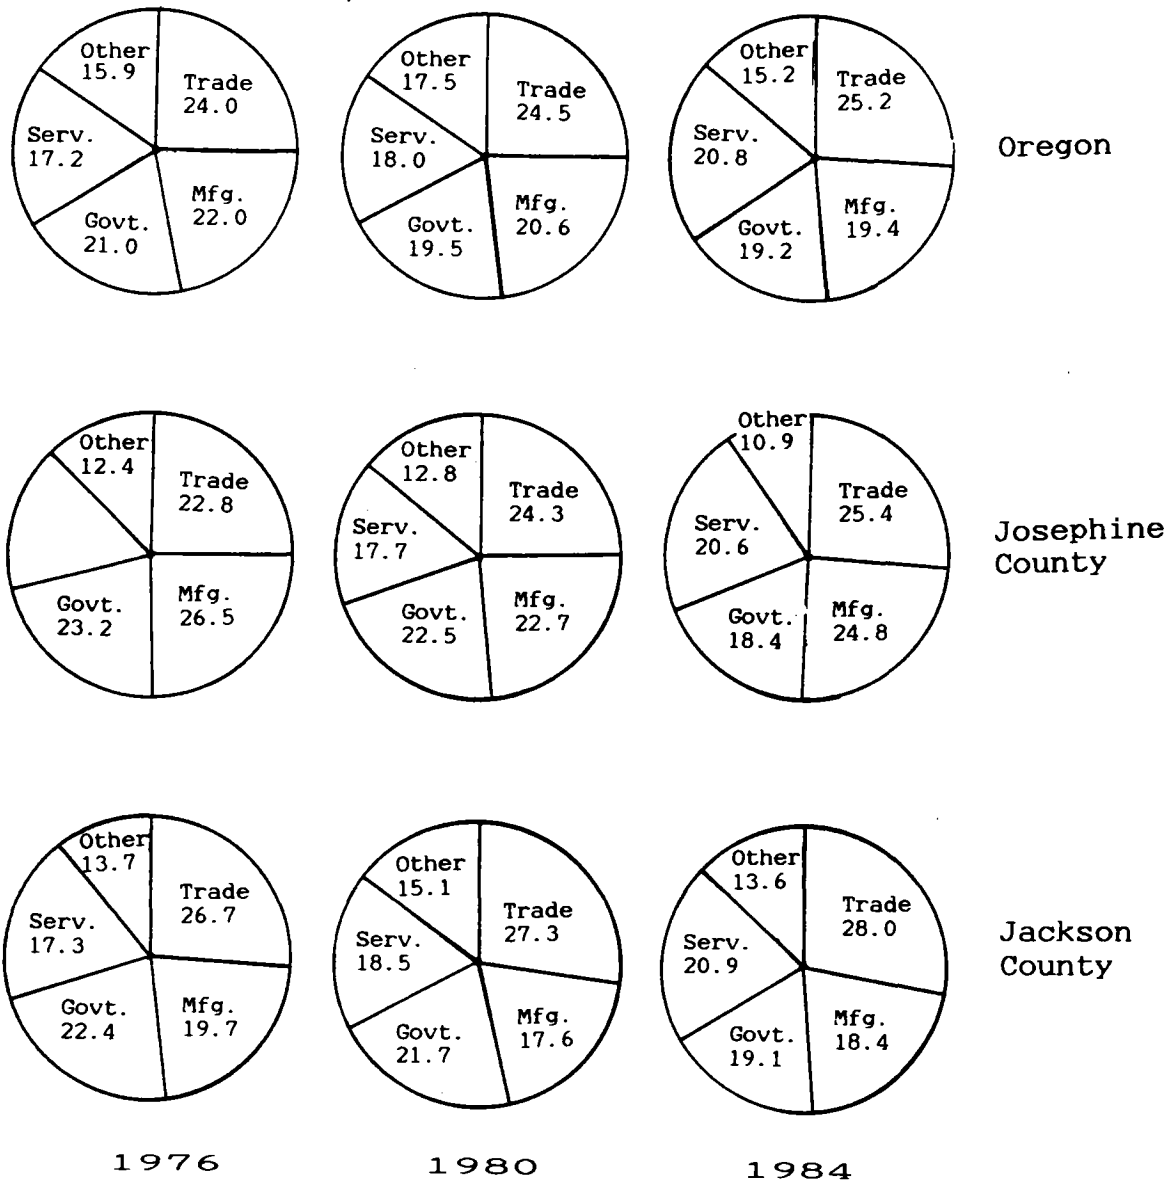 Other
15.9
Trade
24.0
Serv.
17.2
Mfg.
22.0
Govt.
21.0
Other
17.5
Trade
24.5
Serv.
18.0
Mfg.
20.6
Govt.
19.5
Other
15.2
Trade
25.2
Serv.
20.8
Mfg.
19.4
Govt.
19.2
Oregon
Other
12.4
Trade
22.8
Govt.
23.2
Mfg.
26.5
Other
12.8
Trade
24.3
Serv.
17.7
Govt.
22.5
Mfg.
22.7
Other
10.9
Trade
25.4
Serv.
20.6
Govt.
18.4
Mfg.
24.8
Josephine
County
Other
13.7
Trade
26.7
Serv.
17.3
Govt.
22.4
Mfg.
19.7
Other
15.1
Trade
27.3
Serv.
18.5
Govt.
21.7
Mfg.
17.6
Other
13.6
Trade
28.0
Serv.
20.9
Govt.
19.1
Mfg.
18.4
Jackson
County
1976
1980
1984